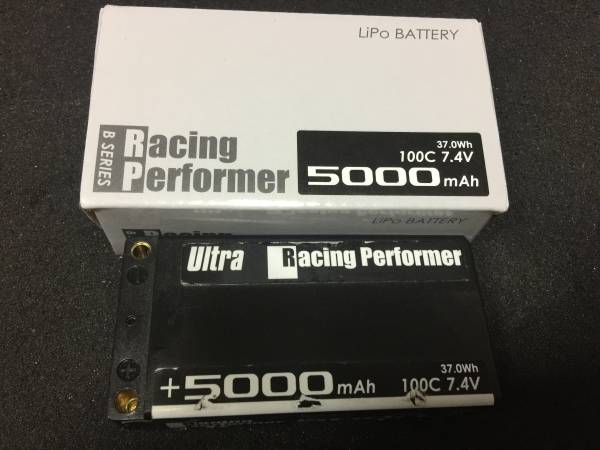 LiPo BATTERY
B SERIES
Racing
Performer
37.0Wh
100C 7.4V
5000mAh
LiPo BATTERY
Ultra Racing Performer
37.0Wh
+5000mAh 100C 7.4V